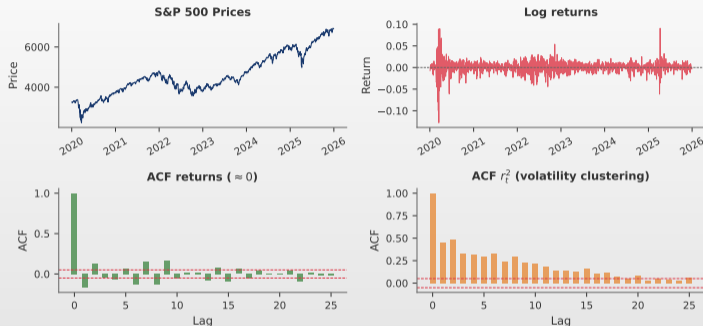 S&P 500 Prices
Price
6000
4000
2020 2021 2022 2023 2024 2025 2026
Log returns
Return
0.10
0.05
0.00
−0.05
−0.10
2020 2021 2022 2023 2024 2025 2026
ACF returns (≈0)
ACF
1.0
0.5
0.0
0 5 10 15 20 25
Lag
ACF r_t^2 (volatility clustering)
ACF
1.00
0.75
0.50
0.25
0.00
0 5 10 15 20 25
Lag